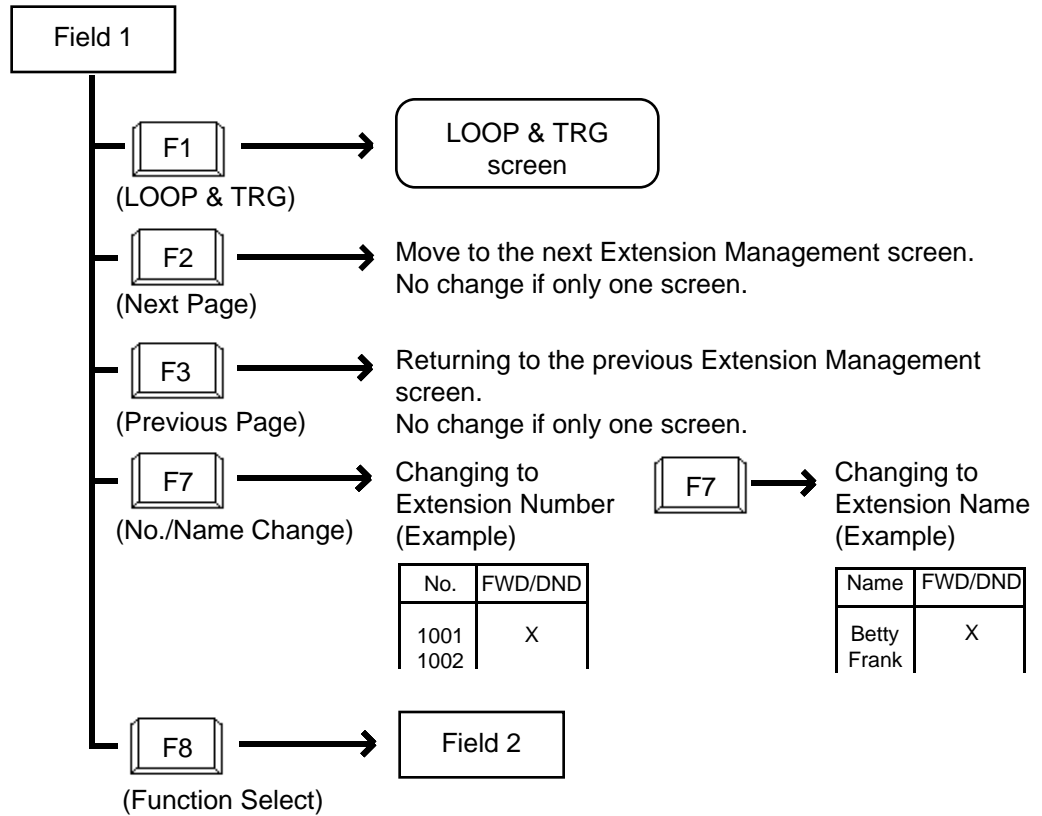 Field 1
F1
LOOP & TRG
screen
(LOOP & TRG)
F2
Move to the next Extension Management screen.
No change if only one screen.
(Next Page)
F3
Returning to the previous Extension Management
screen.
No change if only one screen.
(Previous Page)
F7
Changing to
Extension Number
(Example)
(No./Name Change)
F7
Changing to
Extension Name
(Example)
No. FWD/DND
1001 X
1002
Name FWD/DND
Betty X
Frank
F8
Field 2
(Function Select)